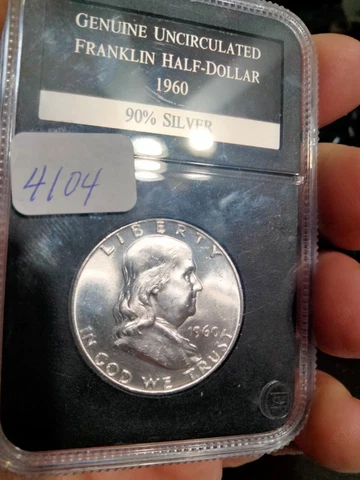 GENUINE UNCIRCULATED
FRANKLIN HALF-DOLLAR
1960
90% SILVER
4104
LIBERTY
1960
IN GOD WE TRUST